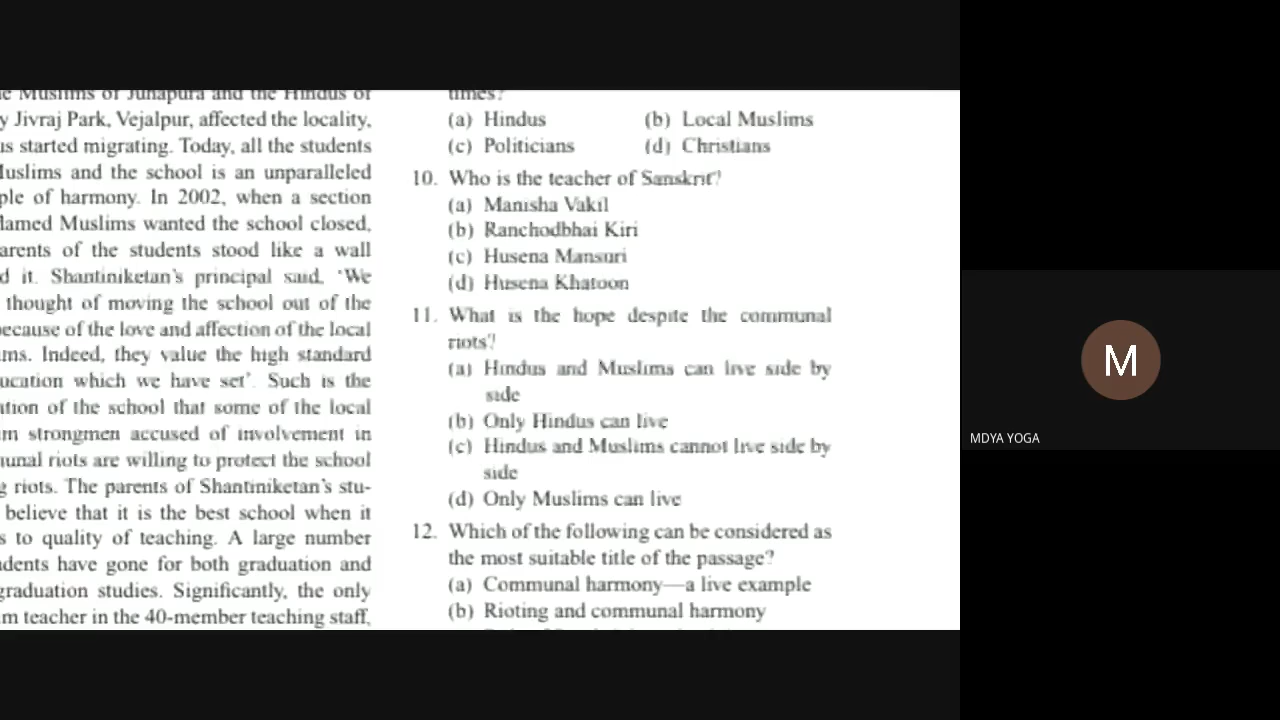 e Muslims of Juhapura and the Hindus of
y Jivraj Park, Vejalpur, affected the locality,
us started migrating. Today, all the students
Muslims and the school is an unparalleled
ple of harmony. In 2002, when a section
lamed Muslims wanted the school closed,
arents of the students stood like a wall
d it. Shantiniketan's principal said, 'We
thought of moving the school out of the
because of the love and affection of the local
ms. Indeed, they value the high standard
ucation which we have set'. Such is the
ation of the school that some of the local
m strongmen accused of involvement in
unal riots are willing to protect the school
g riots. The parents of Shantiniketan's stu-
believe that it is the best school when it
s to quality of teaching. A large number
dents have gone for both graduation and
graduation studies. Significantly, the only
m teacher in the 40-member teaching staff,
times?
(a) Hindus (b) Local Muslims
(c) Politicians (d) Christians
10. Who is the teacher of Sanskrit?
(a) Manisha Vakil
(b) Ranchodbhai Kiri
(c) Husena Mansuri
(d) Husena Khatoon
11. What is the hope despite the communal
riots?
(a) Hindus and Muslims can live side by
side
(b) Only Hindus can live
(c) Hindus and Muslims cannot live side by
side
(d) Only Muslims can live
12. Which of the following can be considered as
the most suitable title of the passage?
(a) Communal harmony—a live example
(b) Rioting and communal harmony
M
MDYA YOGA